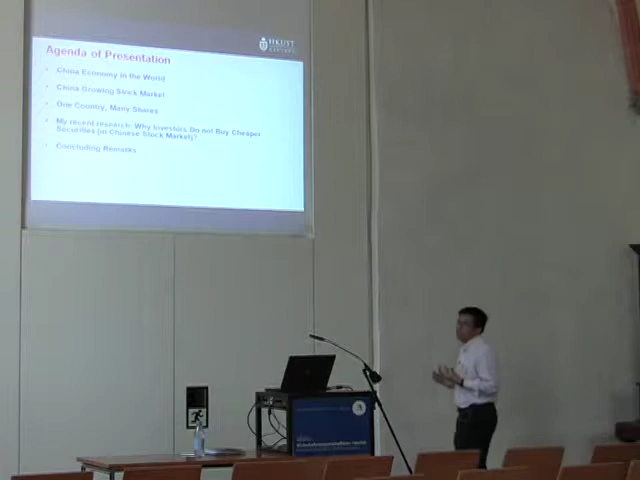 HKUST
Agenda of Presentation
China Economy in the World
China Growing Stock Market
One Country, Many Shares
My recent research: Why Investors Do not Buy Cheaper
Securities (in Chinese Stock Market)?
Concluding Remarks